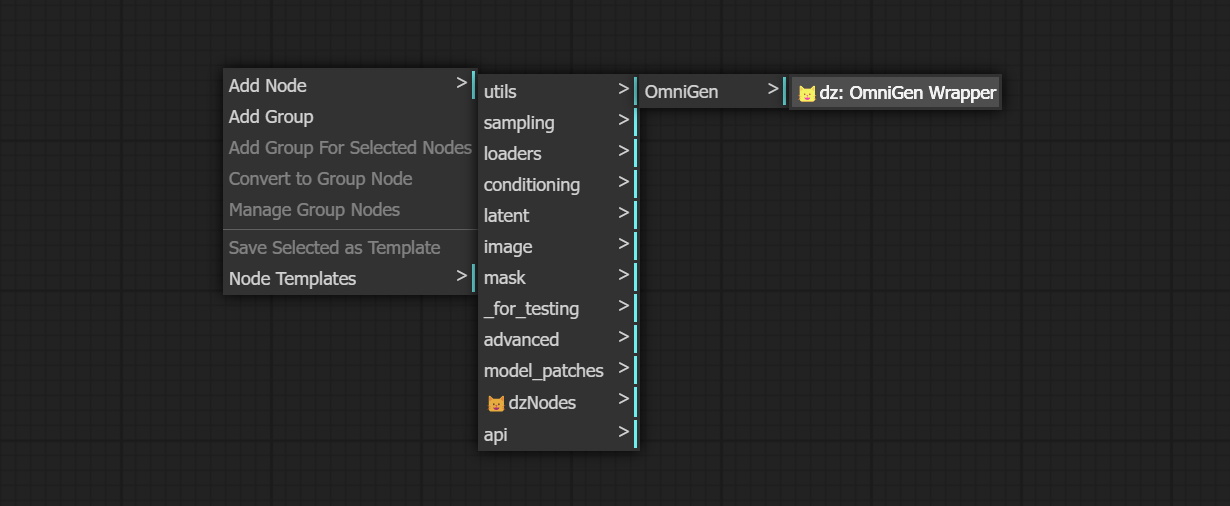 Add Node >
Add Group
Add Group For Selected Nodes
Convert to Group Node
Manage Group Nodes
Save Selected as Template
Node Templates >
utils >
sampling >
loaders >
conditioning >
latent >
image >
mask >
_for_testing >
advanced >
model_patches >
😺dzNodes >
api >
OmniGen >
😺dz: OmniGen Wrapper